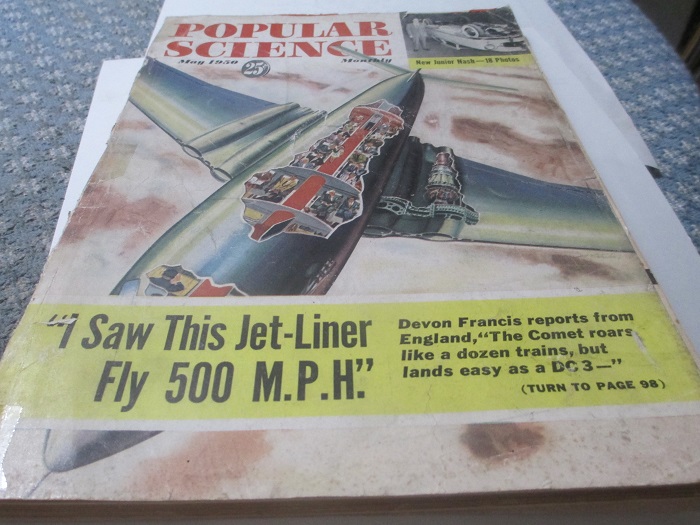 POPULAR
SCIENCE
May 1950 25¢ Monthly
New Junior Nash—18 Photos
"I Saw This Jet-Liner
Fly 500 M.P.H."
Devon Francis reports from
England, "The Comet roars
like a dozen trains, but
lands easy as a DC3—"
(TURN TO PAGE 98)